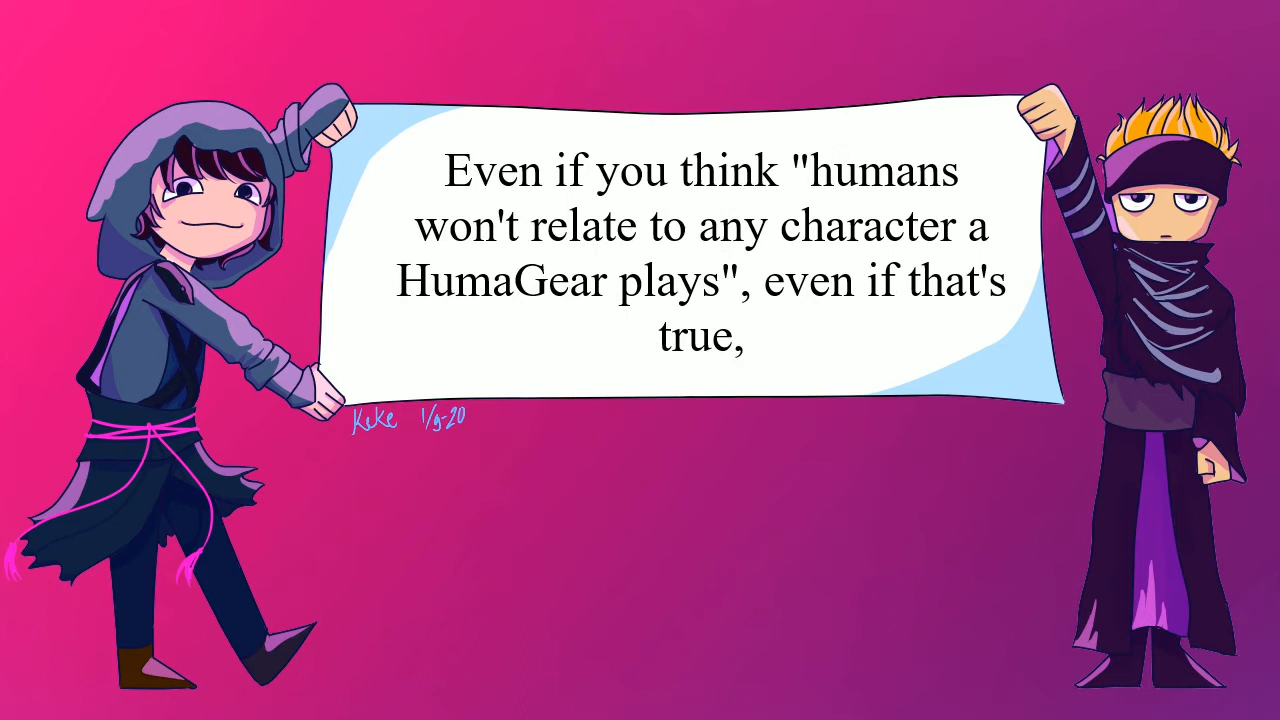 Even if you think "humans
won't relate to any character a
HumaGear plays", even if that's
true,
KeKe 1/9-20